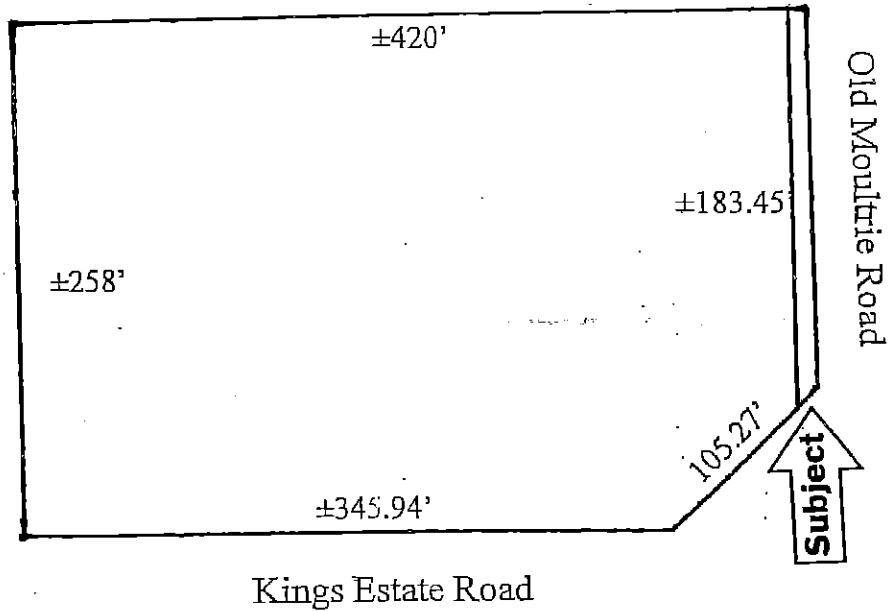 ±420'
Old Moultrie Road
±183.45'
±258'
105.27'
±345.94'
Subject
Kings Estate Road